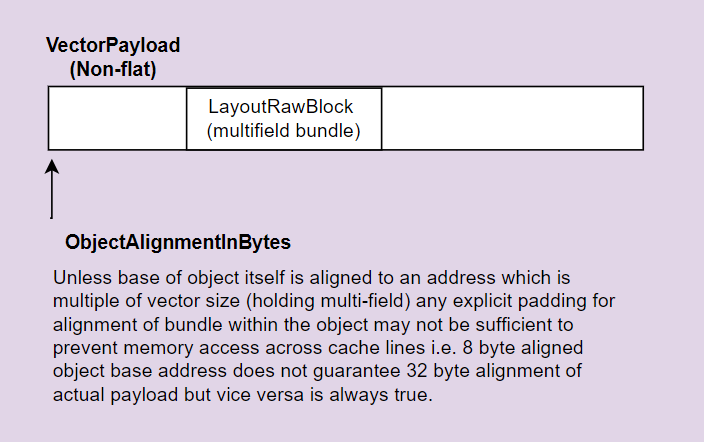 VectorPayload
(Non-flat)
LayoutRawBlock
(multifield bundle)
ObjectAlignmentInBytes
Unless base of object itself is aligned to an address which is
multiple of vector size (holding multi-field) any explicit padding for
alignment of bundle within the object may not be sufficient to
prevent memory access across cache lines i.e. 8 byte aligned
object base address does not guarantee 32 byte alignment of
actual payload but vice versa is always true.